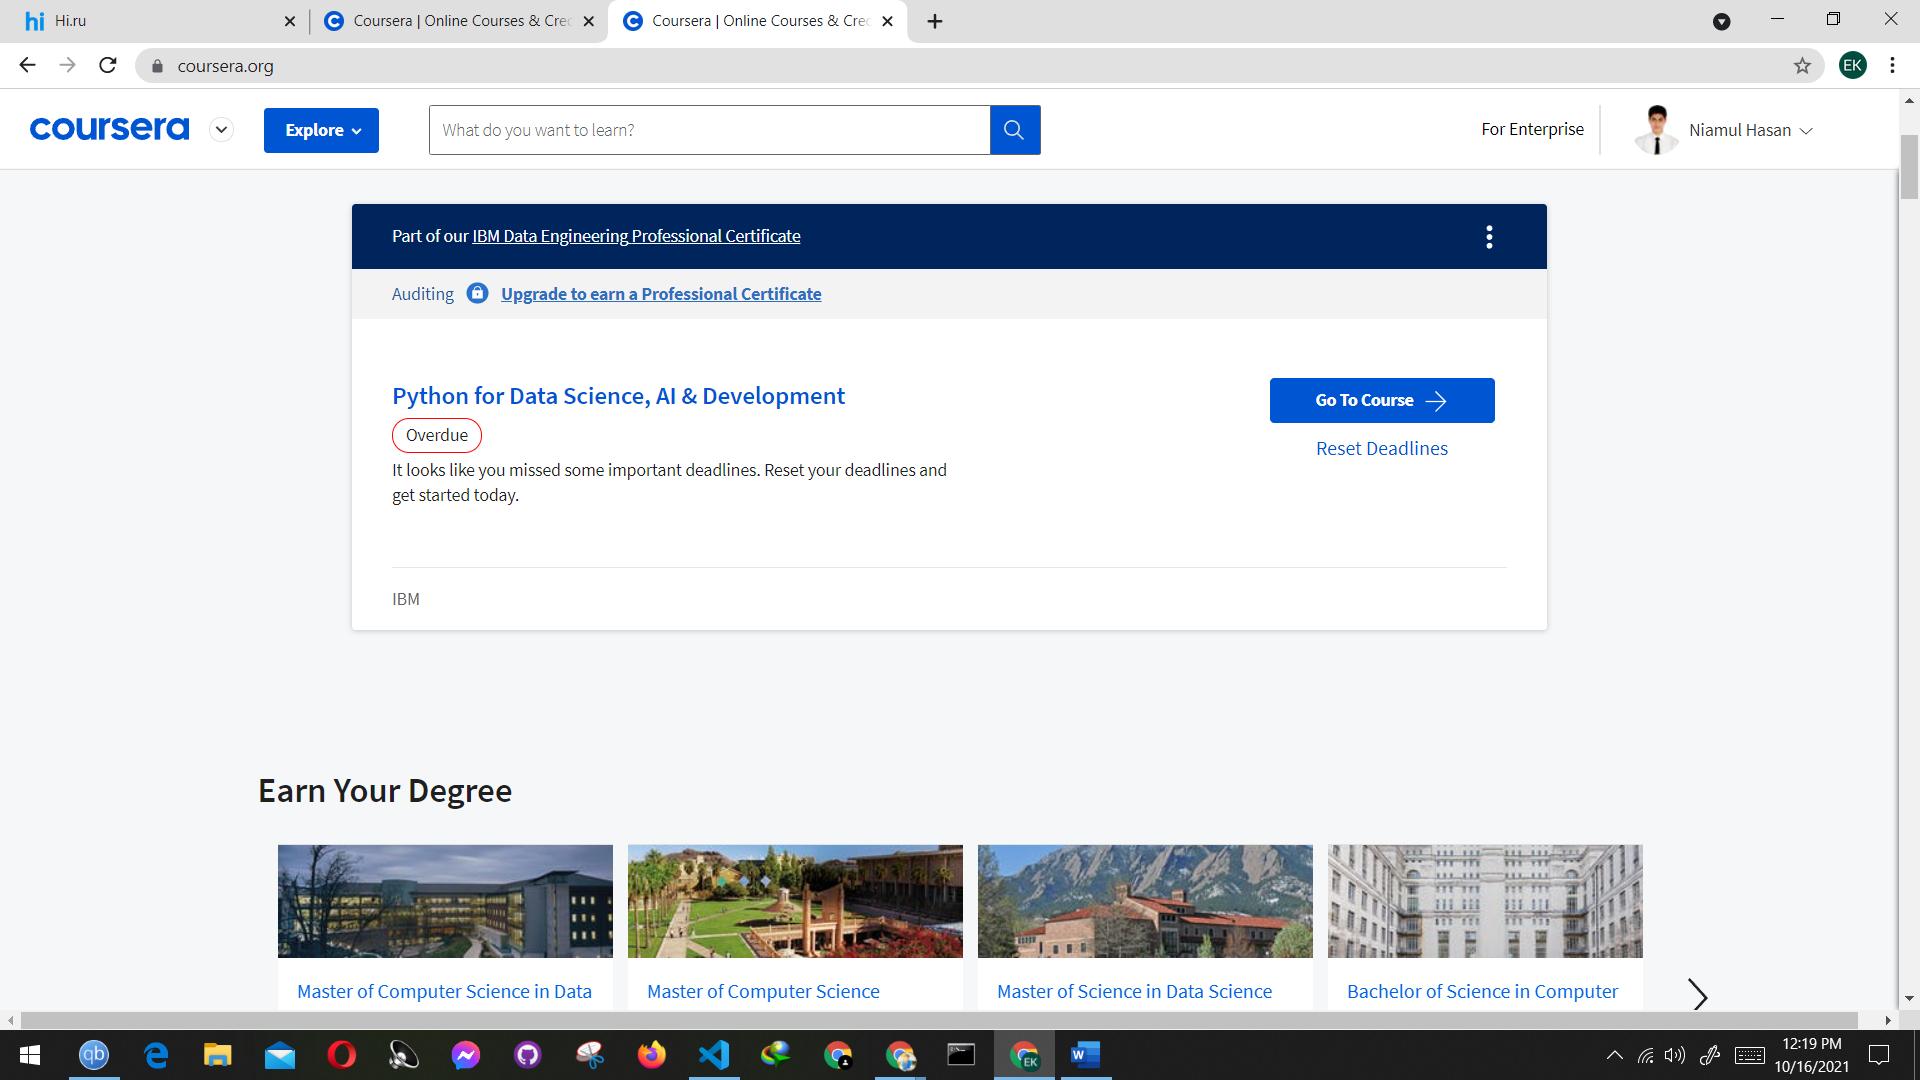 Hi.ru
Coursera | Online Courses & Cre
Coursera | Online Courses & Cre
coursera.org
EK
coursera
Explore
What do you want to learn?
For Enterprise
Niamul Hasan
Part of our IBM Data Engineering Professional Certificate
Auditing Upgrade to earn a Professional Certificate
Python for Data Science, AI & Development
Go To Course
Overdue
Reset Deadlines
It looks like you missed some important deadlines. Reset your deadlines and
get started today.
IBM
Earn Your Degree
Master of Computer Science in Data
Master of Computer Science
Master of Science in Data Science
Bachelor of Science in Computer
12:19 PM
10/16/2021